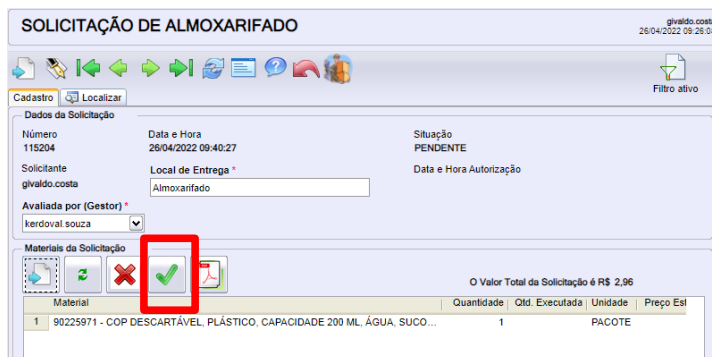 SOLICITAÇÃO DE ALMOXARIFADO
givaldo.costa
26/04/2022 09:26:0
Filtro ativo
Cadastro Localizar
Dados da Solicitação
Número Data e Hora Situação
115204 26/04/2022 09:40:27 PENDENTE
Solicitante Local de Entrega * Data e Hora Autorização
givaldo.costa Almoxarifado
Avaliada por (Gestor) *
kerdoval.souza
Materiais da Solicitação
O Valor Total da Solicitação é R$ 2,96
Material Quantidade Qtd. Executada Unidade Preço Est
1 90225971 - COP DESCARTÁVEL, PLÁSTICO, CAPACIDADE 200 ML, ÁGUA, SUCO... 1 PACOTE